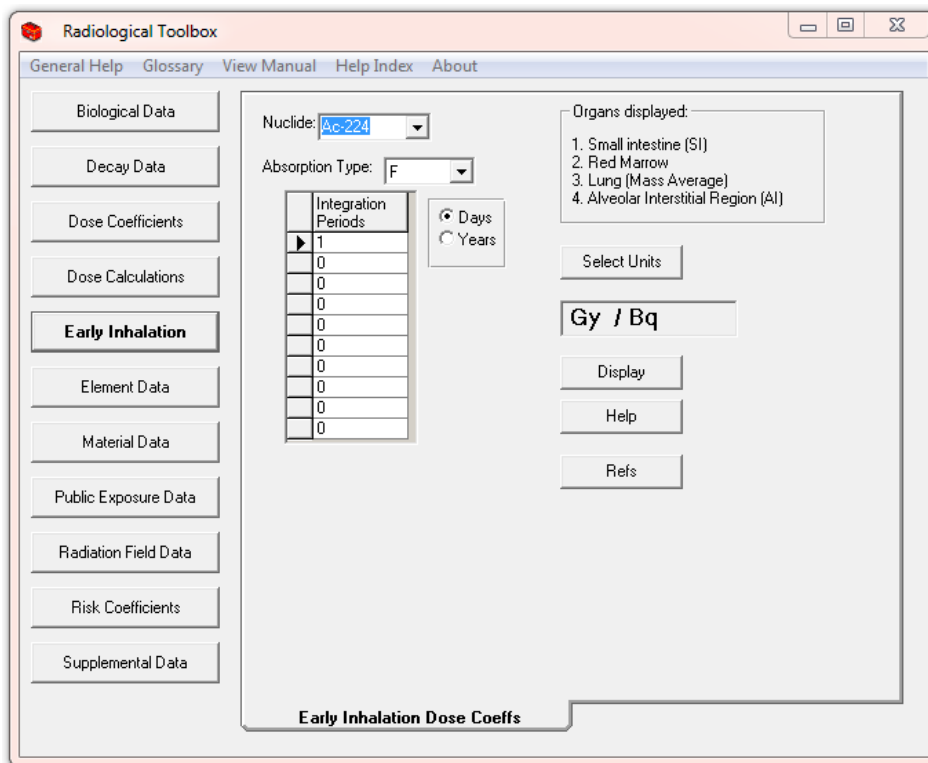 Radiological Toolbox
General Help Glossary View Manual Help Index About
Biological Data
Decay Data
Dose Coefficients
Dose Calculations
Early Inhalation
Element Data
Material Data
Public Exposure Data
Radiation Field Data
Risk Coefficients
Supplemental Data
Nuclide: Ac-224
Absorption Type: F
Integration
Periods
1
0
0
0
0
0
0
0
0
0
Days
Years
Organs displayed:
1. Small intestine (SI)
2. Red Marrow
3. Lung (Mass Average)
4. Alveolar Interstitial Region (AI)
Select Units
Gy / Bq
Display
Help
Refs
Early Inhalation Dose Coeffs